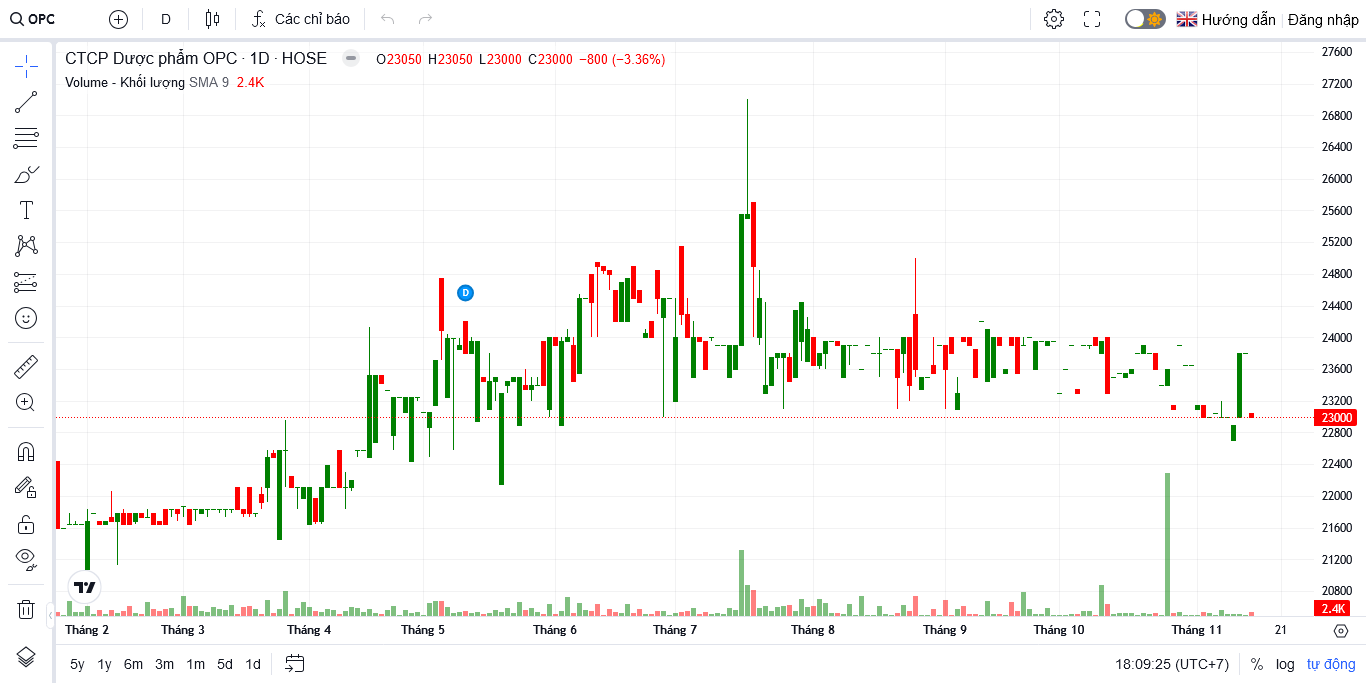 OPC D Các chỉ báo Hướng dẫn Đăng nhập
CTCP Dược phẩm OPC · 1D · HOSE O23050 H23050 L23000 C23000 −800 (−3.36%)
Volume - Khối lượng SMA 9 2.4K
27600
27200
26800
26400
26000
25600
25200
24800
D
24400
24000
23600
23200
23000
22800
22400
22000
21600
21200
20800
2.4K
Tháng 2 Tháng 3 Tháng 4 Tháng 5 Tháng 6 Tháng 7 Tháng 8 Tháng 9 Tháng 10 Tháng 11 21
5y 1y 6m 3m 1m 5d 1d 18:09:25 (UTC+7) % log tự động